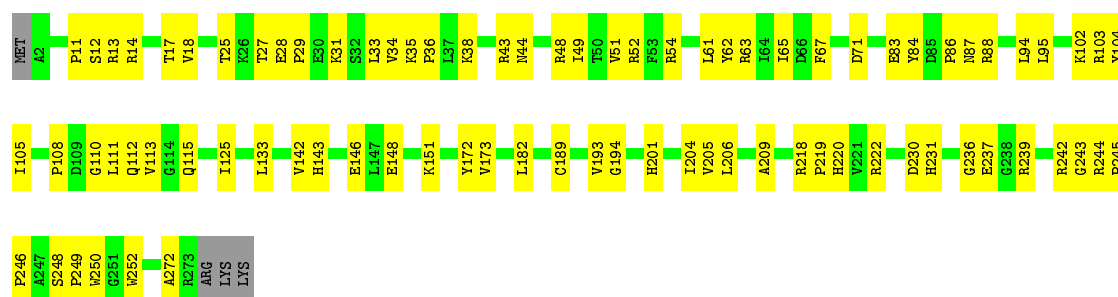 MET A2 P11 S12 R13 R14 T17 V18 T25 K26 T27 E28 P29 E30 K31 S32 L33 V34 K35 P36 L37 K38 R43 N44 R48 I49 T50 V51 R52 F53 R54 L61 Y62 R63 I64 I65 D66 F67 D71 E83 Y84 D85 P86 N87 R88 L94 L95 K102 R103 Y104
I105 P108 D109 G110 L111 Q112 V113 G114 Q115 I125 L133 V142 H143 E146 L147 E148 K151 Y172 V173 L182 C189 V193 G194 H201 I204 V205 L206 A209 R218 P219 H220 V221 R222 D230 H231 G236 E237 G238 R239 R242 G243 R244 P245
P246 A247 S248 P249 W250 G251 W252 A272 R273 ARG LYS LYS